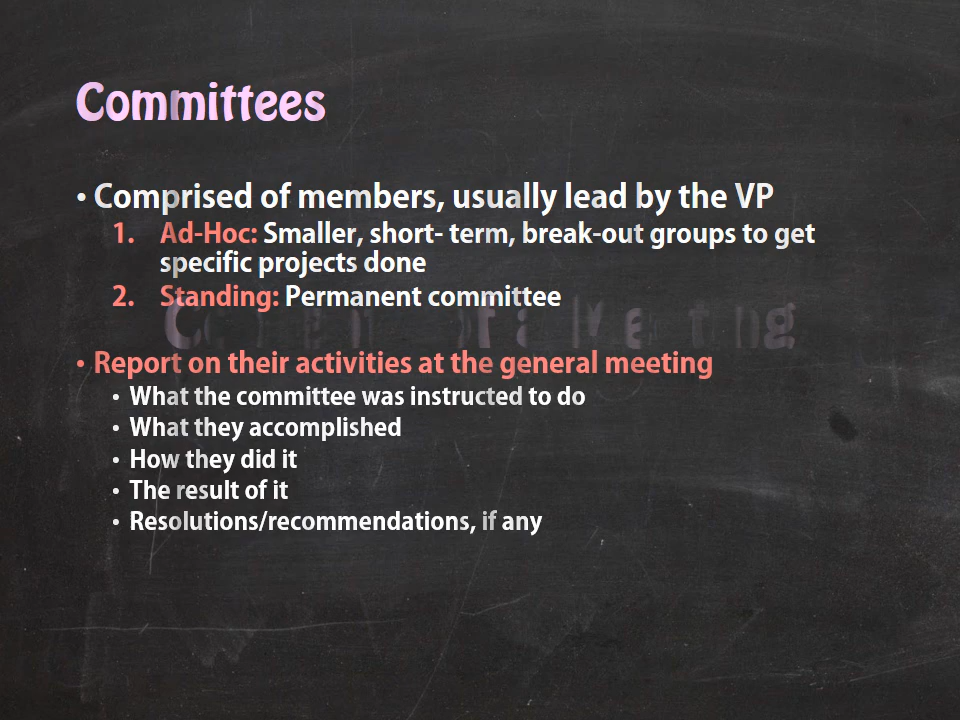 Committees
• Comprised of members, usually lead by the VP
1. Ad-Hoc: Smaller, short- term, break-out groups to get
specific projects done
2. Standing: Permanent committee
• Report on their activities at the general meeting
• What the committee was instructed to do
• What they accomplished
• How they did it
• The result of it
• Resolutions/recommendations, if any